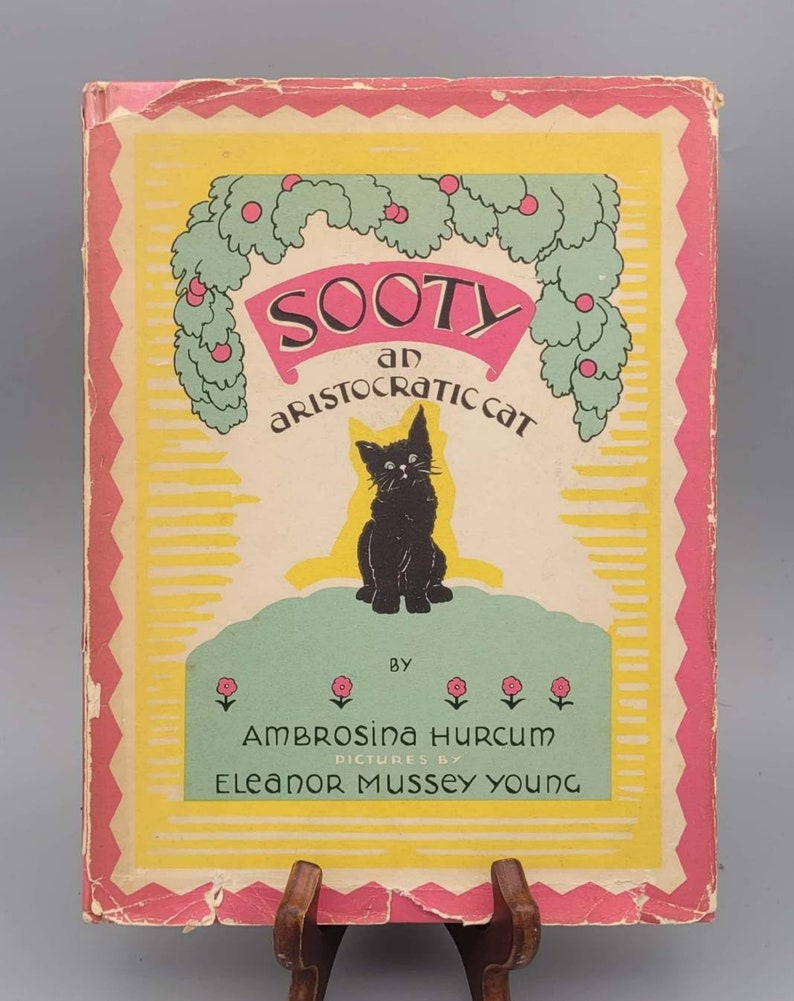 SOOTY
an
aRISTOCRaTIC Cat
BY
AMBROSIna HURCUM
PICTURES BY
ELeanOR MUSSEY YOUNG